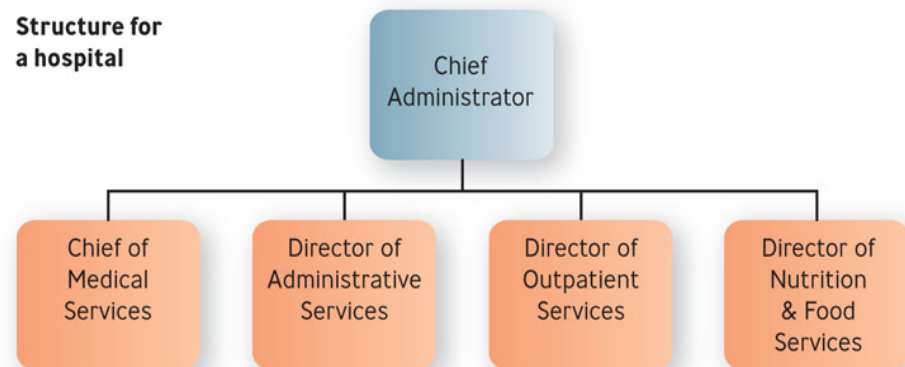 Structure for
a hospital
Chief
Administrator
Chief of
Medical
Services
Director of
Administrative
Services
Director of
Outpatient
Services
Director of
Nutrition
& Food
Services